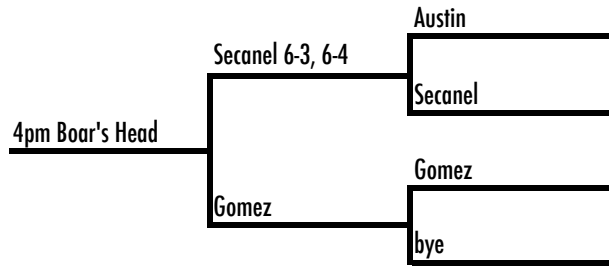 Austin
Secanel 6-3, 6-4
Secanel
4pm Boar's Head
Gomez
Gomez
bye